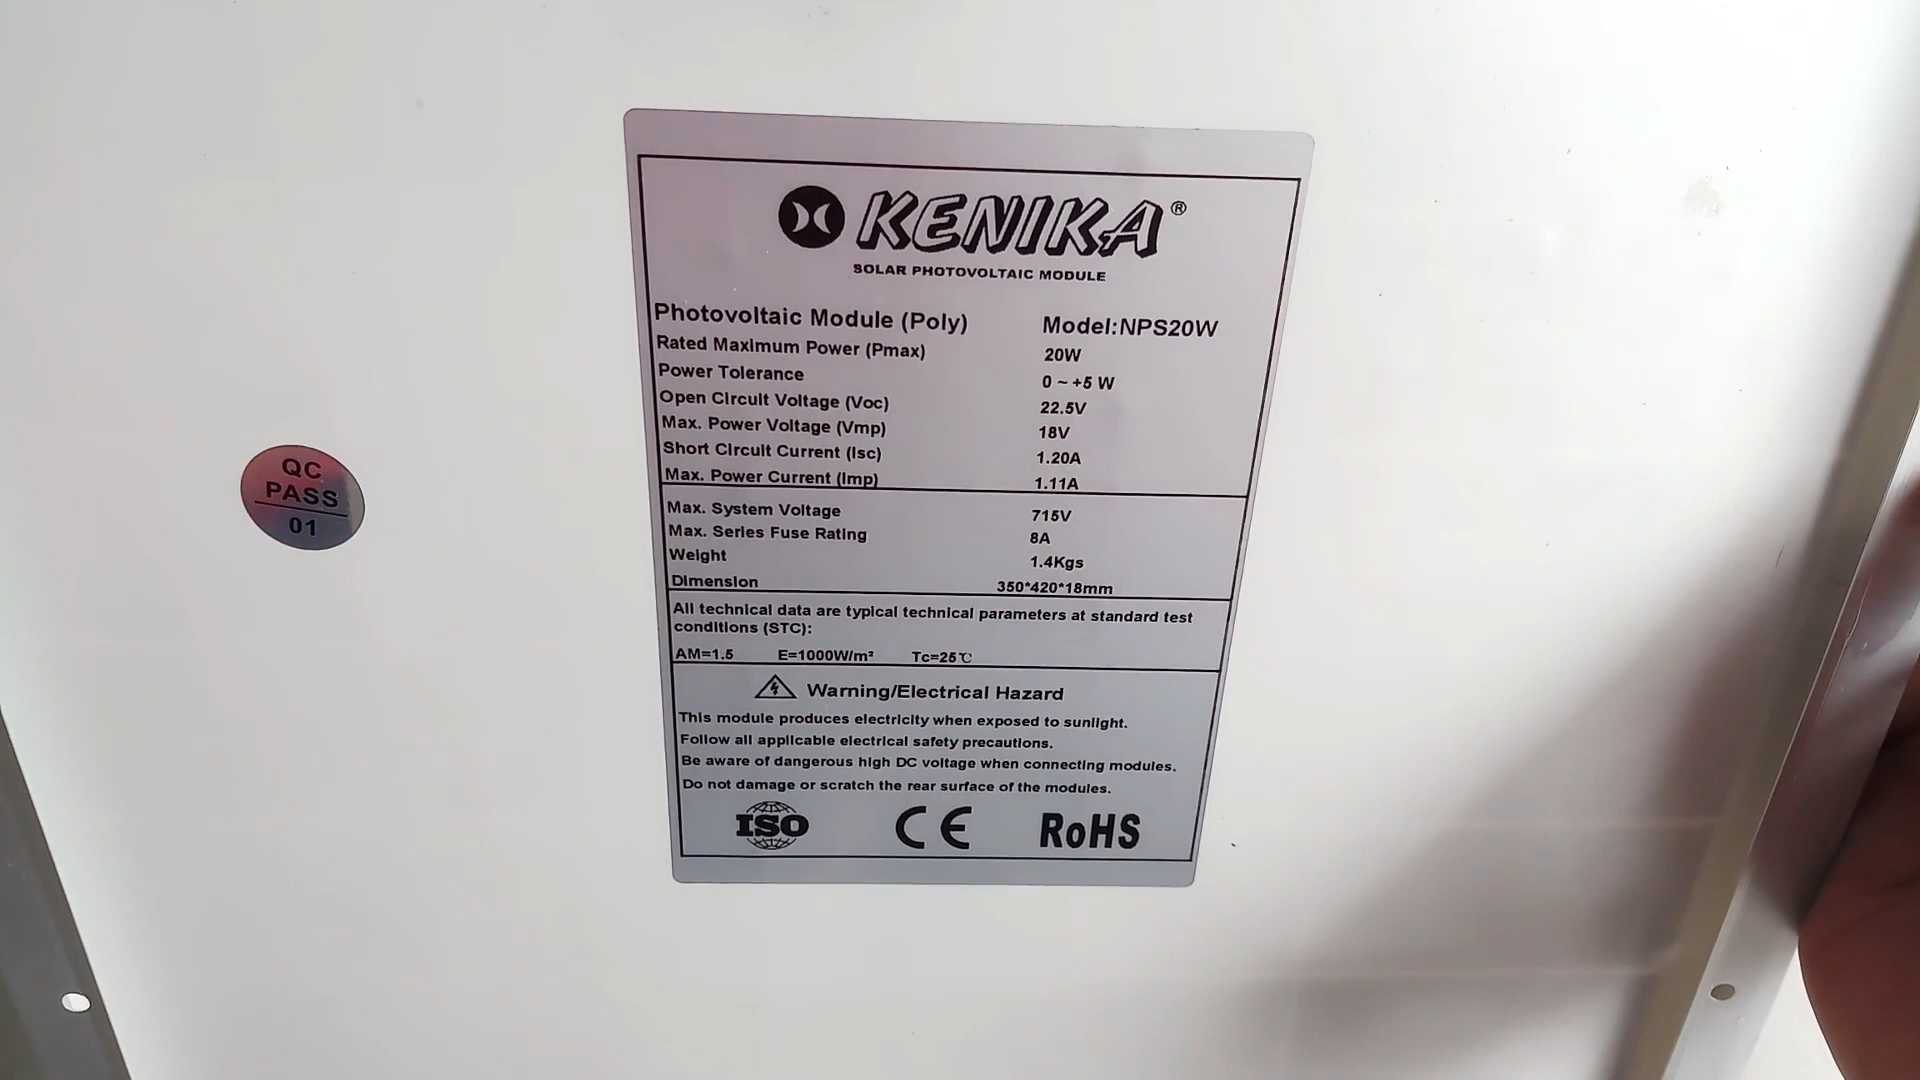 KENIKA®
SOLAR PHOTOVOLTAIC MODULE
Photovoltaic Module (Poly) Model:NPS20W
Rated Maximum Power (Pmax) 20W
Power Tolerance 0 ~ +5 W
Open Circuit Voltage (Voc) 22.5V
Max. Power Voltage (Vmp) 18V
Short Circuit Current (Isc) 1.20A
Max. Power Current (Imp) 1.11A
Max. System Voltage 715V
Max. Series Fuse Rating 8A
Weight 1.4Kgs
Dimension 350*420*18mm
All technical data are typical technical parameters at standard test
conditions (STC):
AM=1.5 E=1000W/m² Tc=25℃
Warning/Electrical Hazard
This module produces electricity when exposed to sunlight.
Follow all applicable electrical safety precautions.
Be aware of dangerous high DC voltage when connecting modules.
Do not damage or scratch the rear surface of the modules.
ISO CE RoHS
QC
PASS
01